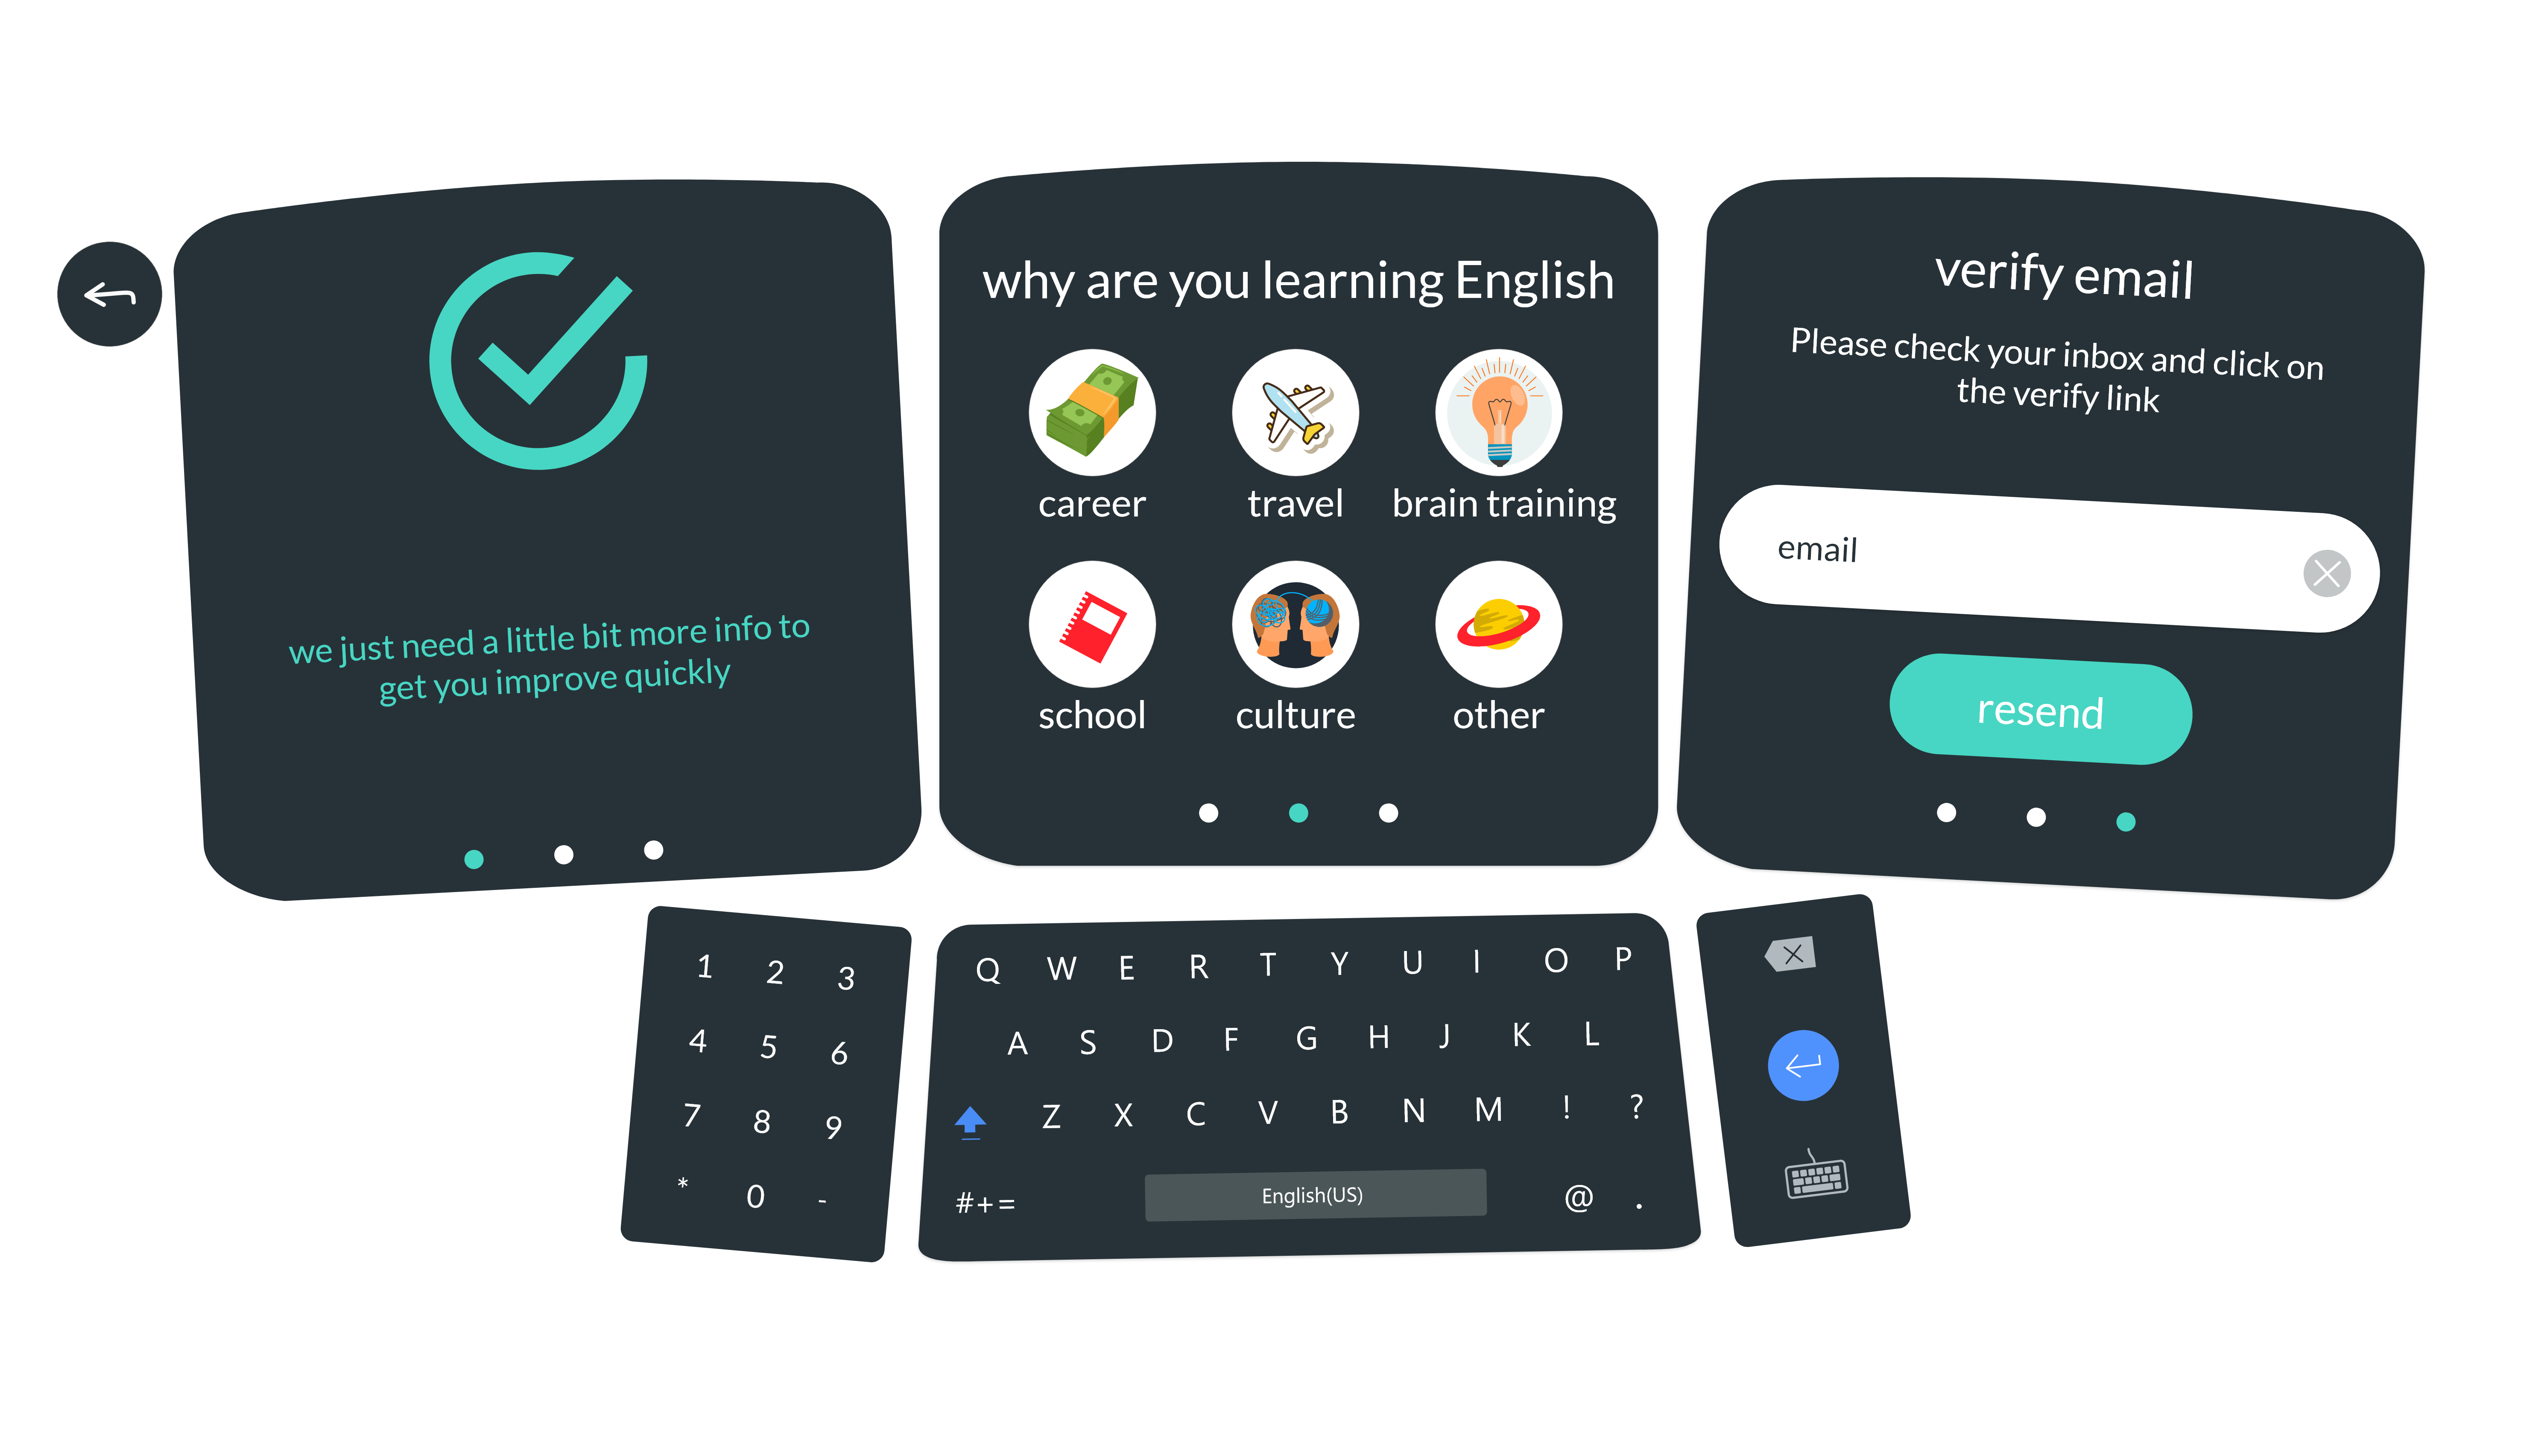 we just need a little bit more info to
get you improve quickly
why are you learning English
career travel brain training
school culture other
verify email
Please check your inbox and click on
the verify link
email
resend
1 2 3
4 5 6
7 8 9
* 0 -
Q W E R T Y U I O P
A S D F G H J K L
Z X C V B N M ! ?
#+= English(US) @ .